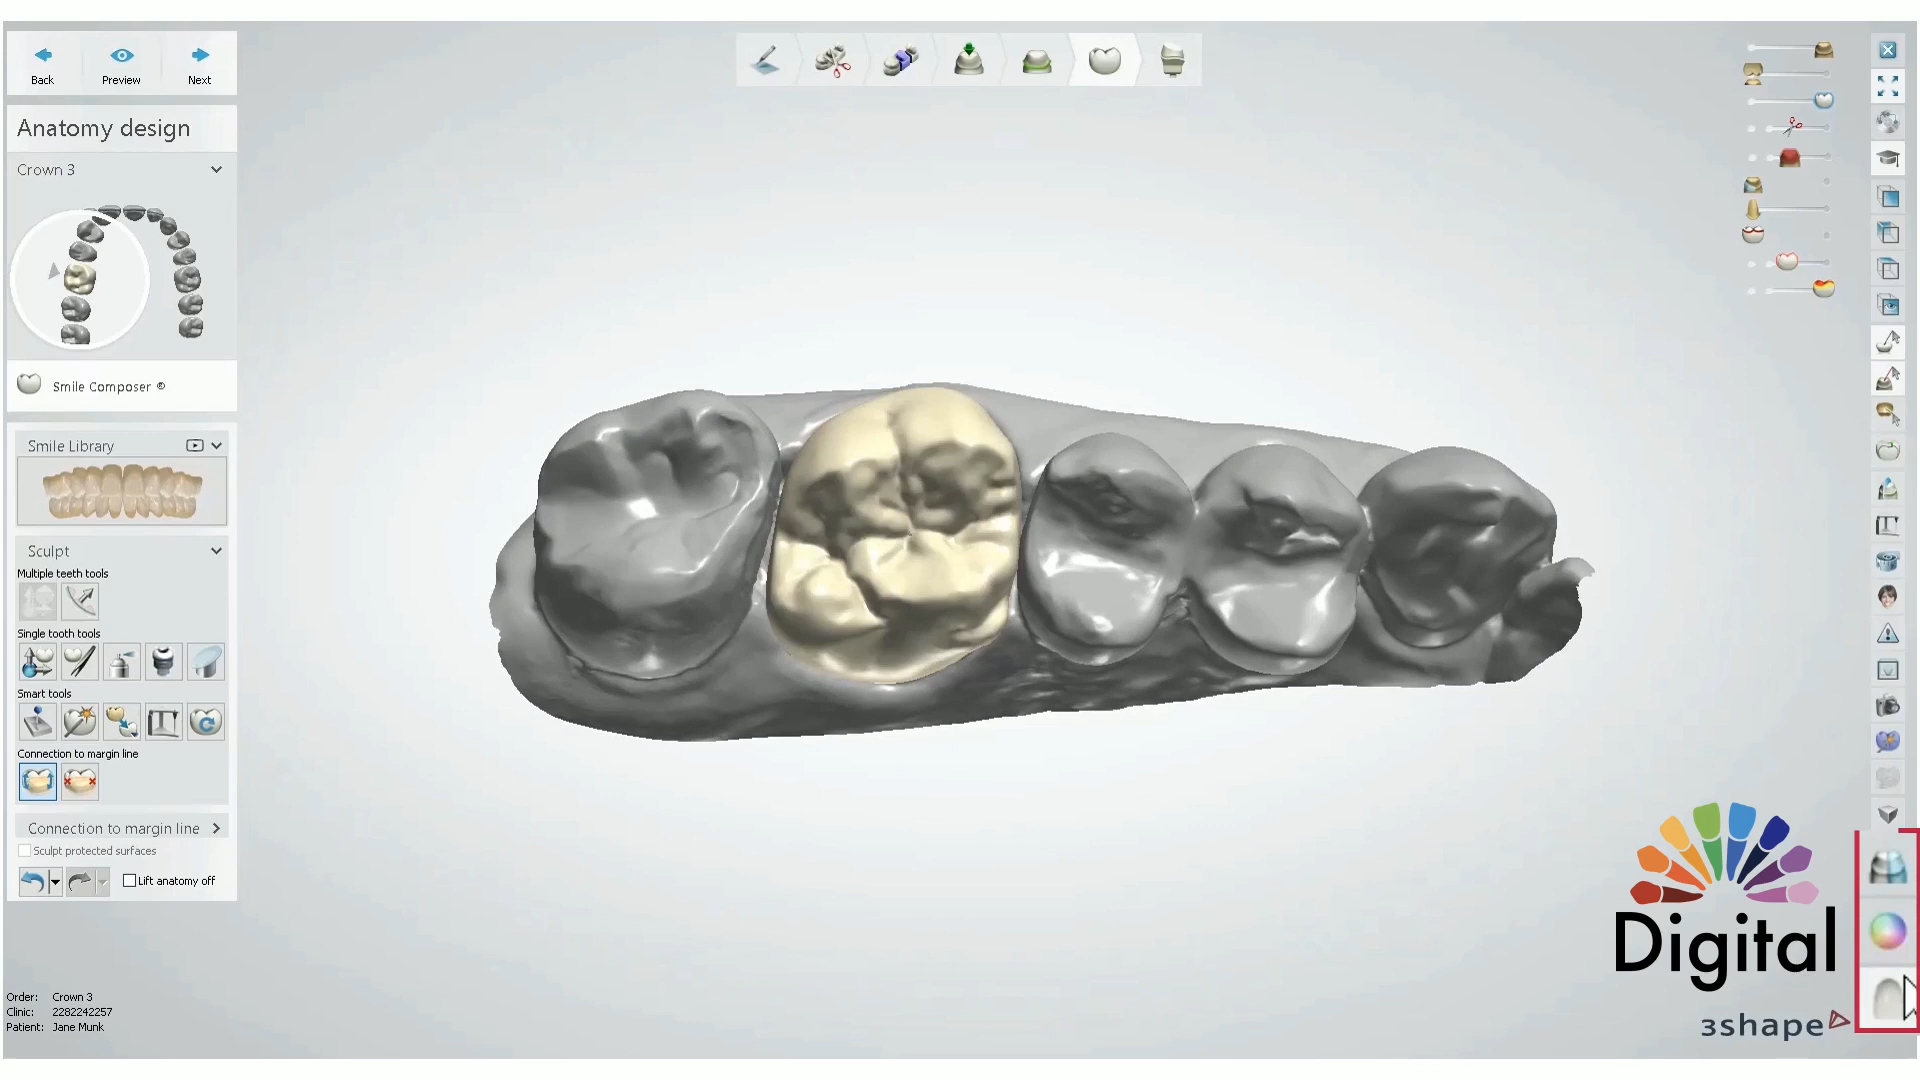 Back
Preview
Next
Anatomy design
Crown 3
Smile Composer ®
Smile Library
Sculpt
Multiple teeth tools
Single tooth tools
Smart tools
Connection to margin line
Connection to margin line
Sculpt protected surfaces
Lift anatomy off
Order: Crown 3
Clinic: 2282242257
Patient: Jane Munk
Digital
3shape